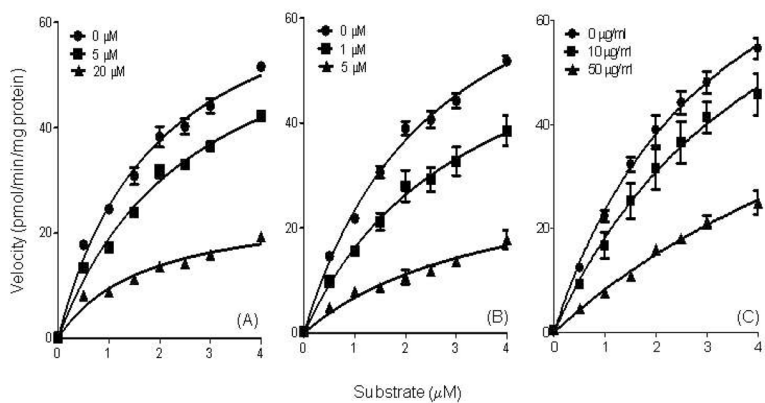 Velocity (pmol/min/mg protein)
60
40
20
0
0 μM
5 μM
20 μM
(A)
0 1 2 3 4
60
40
20
0
0 μM
1 μM
5 μM
(B)
0 1 2 3 4
60
40
20
0
0 μg/ml
10 μg/ml
50 μg/ml
(C)
0 1 2 3 4
Substrate (μM)